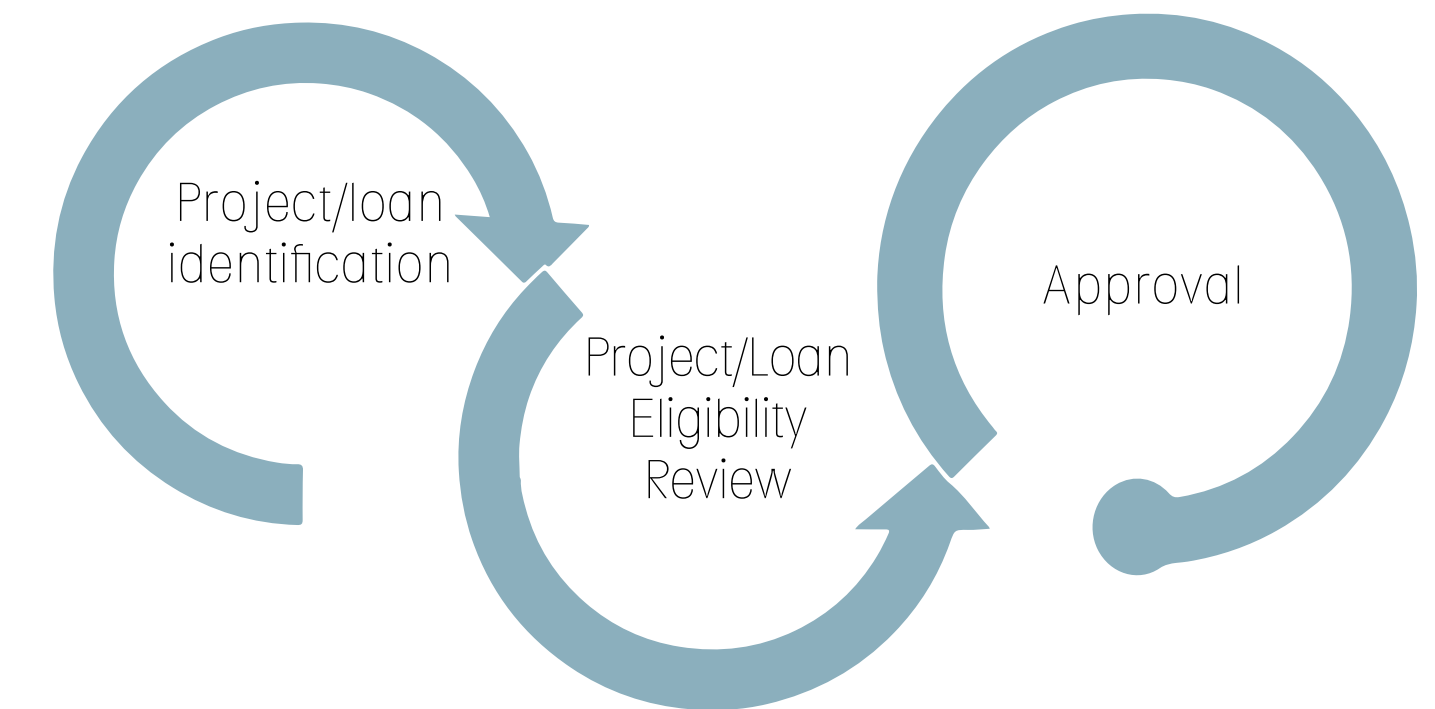 Project/loan
identification
Project/Loan
Eligibility
Review
Approval